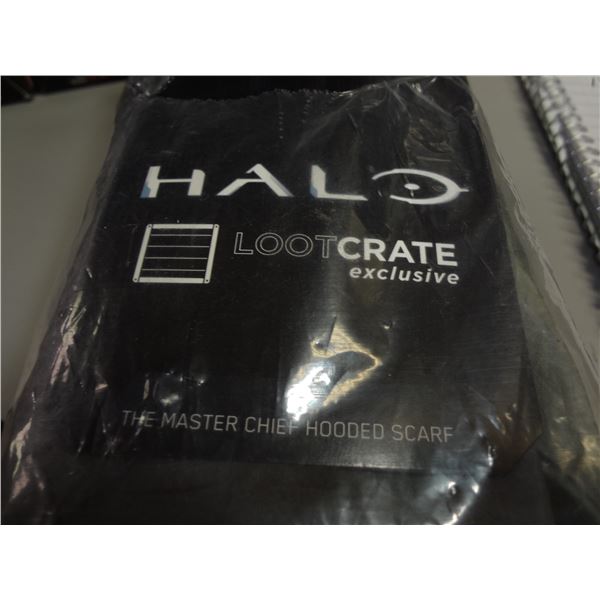 HALO
LOOTCRATE
exclusive
THE MASTER CHIEF HOODED SCARF